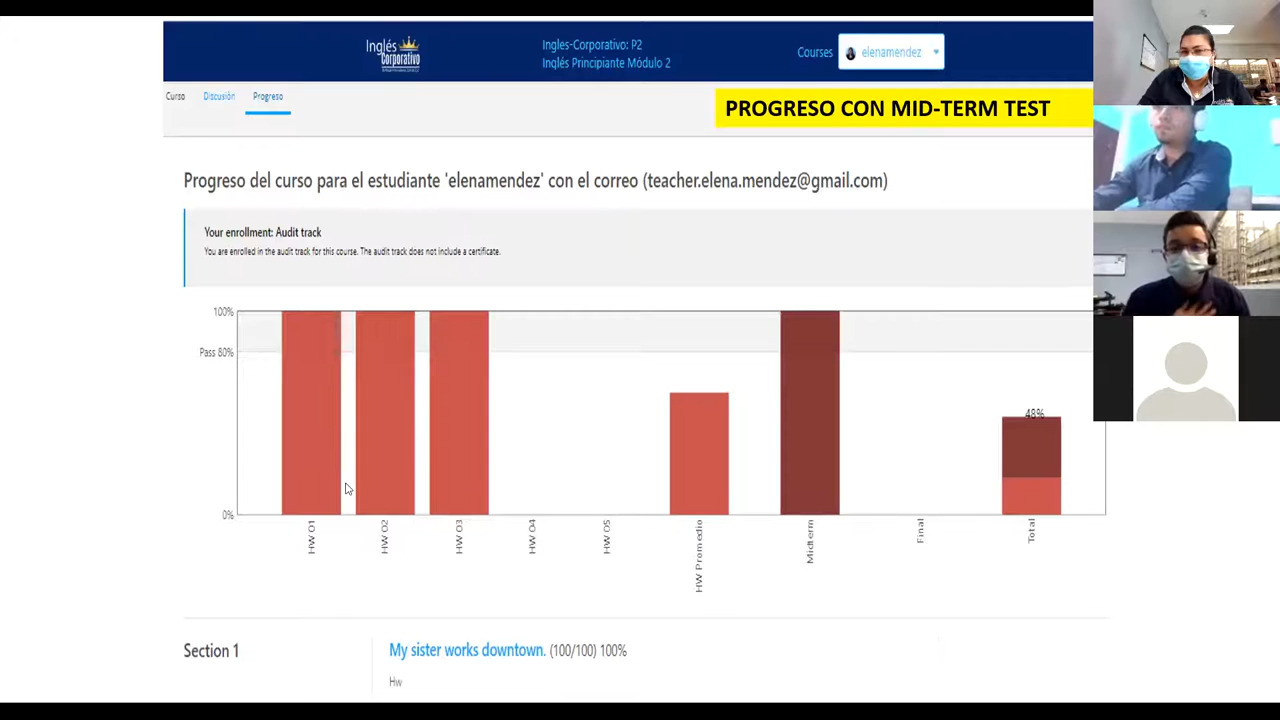 Inglés
Corporativo
Ingles-Corporativo: P2
Inglés Principiante Módulo 2
Courses
elenamendez
Curso
Discusión
Progreso
PROGRESO CON MID-TERM TEST
Progreso del curso para el estudiante 'elenamendez' con el correo (teacher.elena.mendez@gmail.com)
Your enrollment: Audit track
You are enrolled in the audit track for this course. The audit track does not include a certificate.
100%
Pass 80%
0%
48%
HW 01
HW 02
HW 03
HW 04
HW 05
HW Promedio
Midterm
Final
Total
Section 1
My sister works downtown. (100/100) 100%
Hw